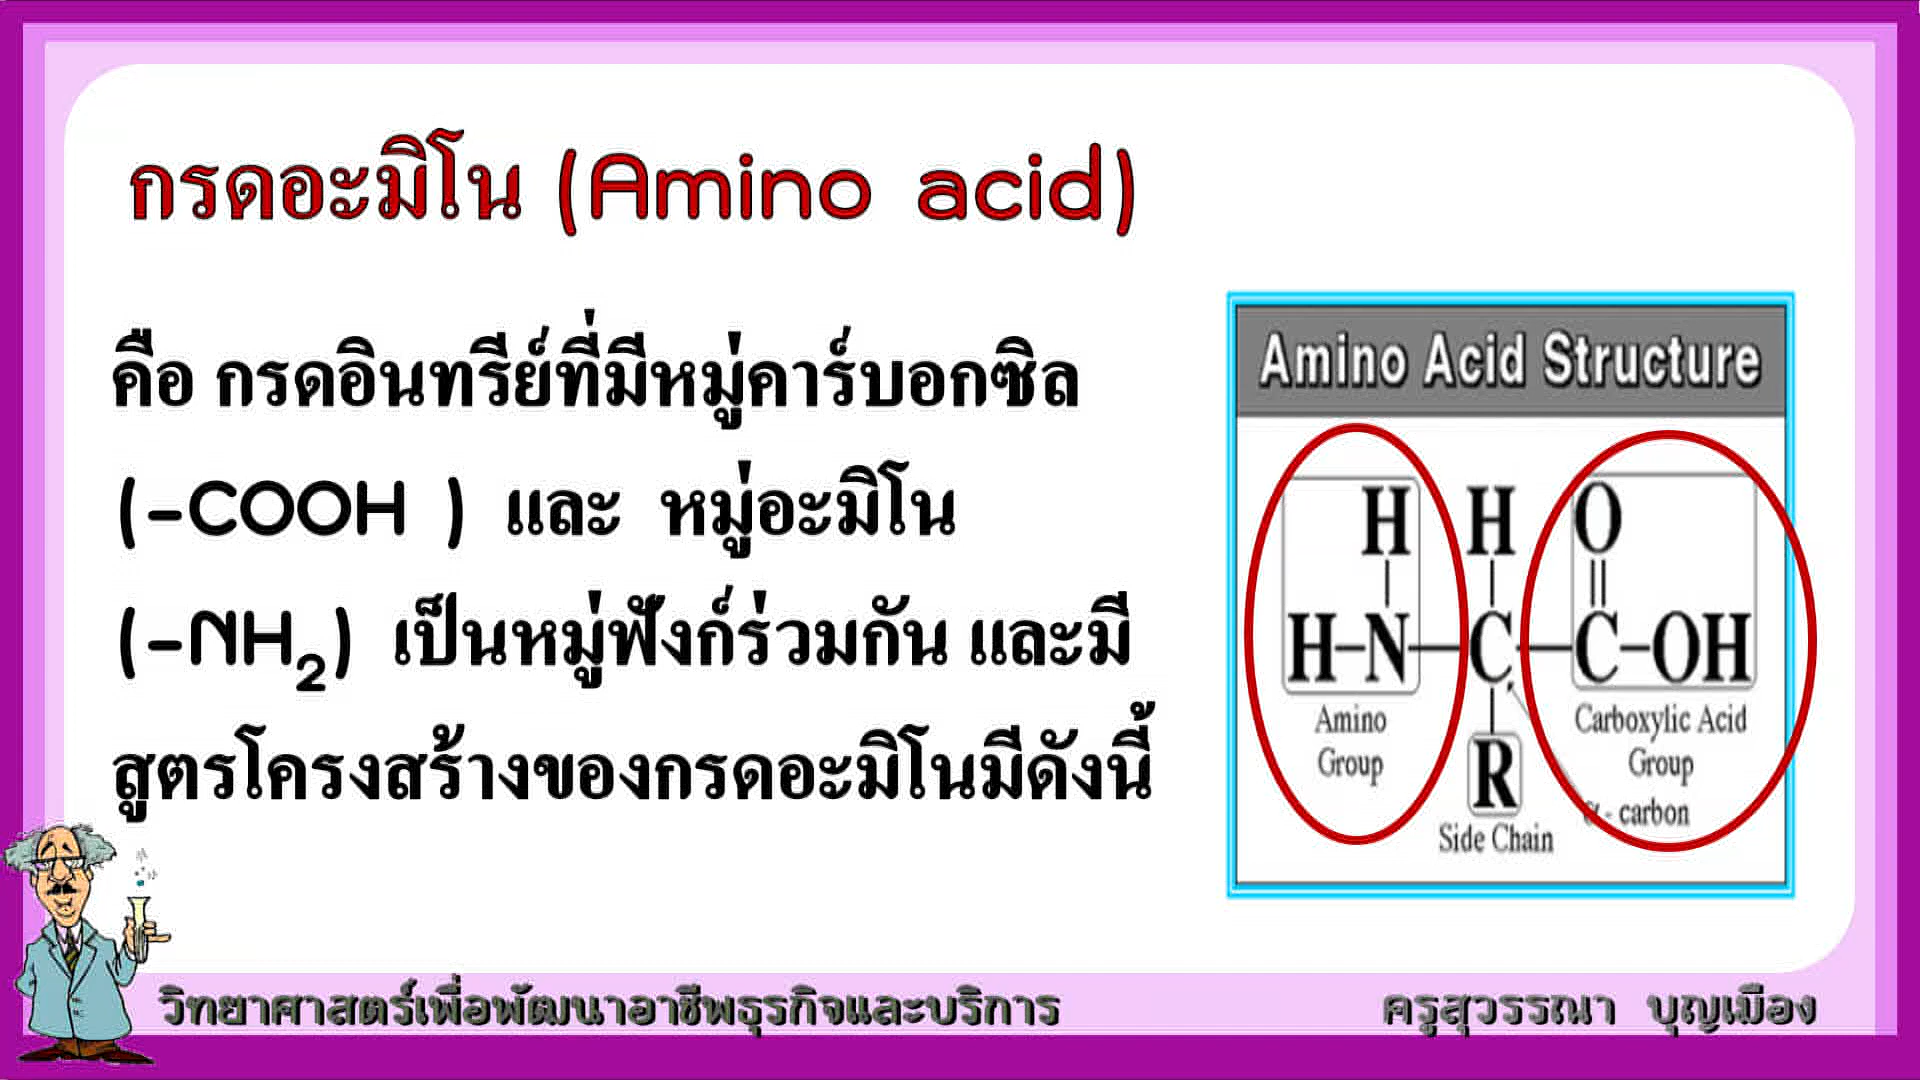 กรดอะมิโน (Amino acid)
คือ กรดอินทรีย์ที่มีหมู่คาร์บอกซิล
(-COOH ) และ หมู่อะมิโน
(-NH₂) เป็นหมู่ฟังก์ร่วมกัน และมี
สูตรโครงสร้างของกรดอะมิโนมีดังนี้
Amino Acid Structure
H H O
H-N-C-C-OH
Amino
Group
Carboxylic Acid
Group
R
Side Chain
α - carbon
วิทยาศาสตร์เพื่อพัฒนาอาชีพธุรกิจและบริการ
ครูสุวรรณา บุญเมือง